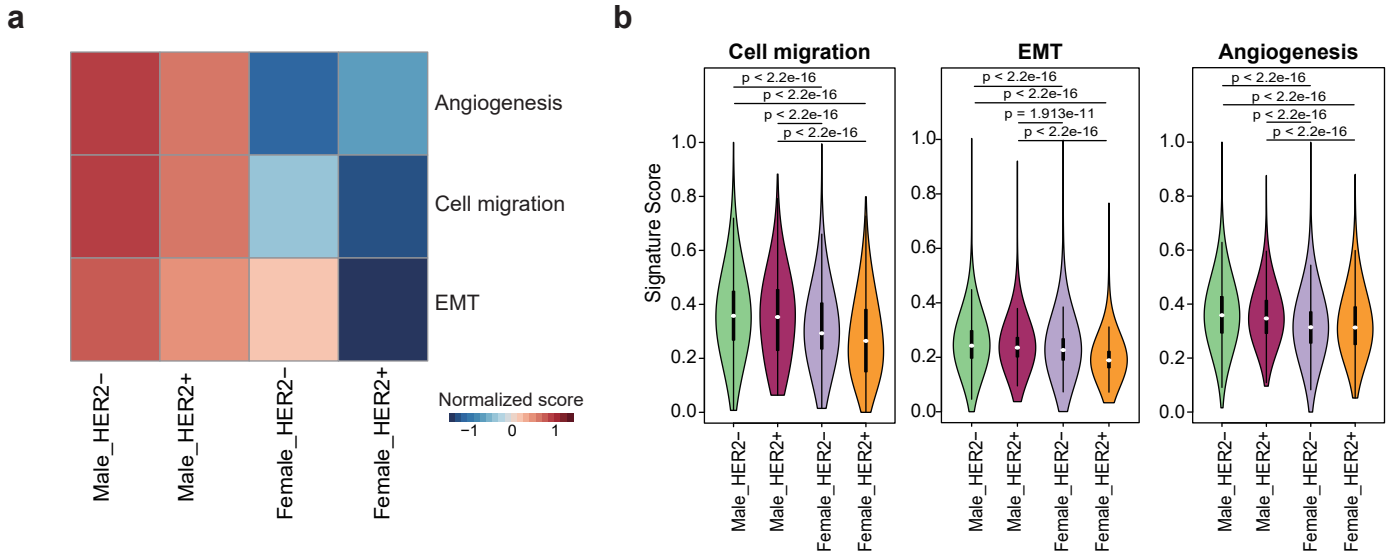 a
Angiogenesis
Cell migration
EMT
Male_HER2−
Male_HER2+
Female_HER2−
Female_HER2+
Normalized score
−1 0 1
b
Cell migration
p < 2.2e-16
p < 2.2e-16
p < 2.2e-16
p < 2.2e-16
Signature Score
1.0
0.8
0.6
0.4
0.2
0.0
Male_HER2-
Male_HER2+
Female_HER2-
Female_HER2+
EMT
p < 2.2e-16
p < 2.2e-16
p = 1.913e-11
p < 2.2e-16
1.0
0.8
0.6
0.4
0.2
0.0
Male_HER2-
Male_HER2+
Female_HER2-
Female_HER2+
Angiogenesis
p < 2.2e-16
p < 2.2e-16
p < 2.2e-16
p < 2.2e-16
1.0
0.8
0.6
0.4
0.2
0.0
Male_HER2-
Male_HER2+
Female_HER2-
Female_HER2+